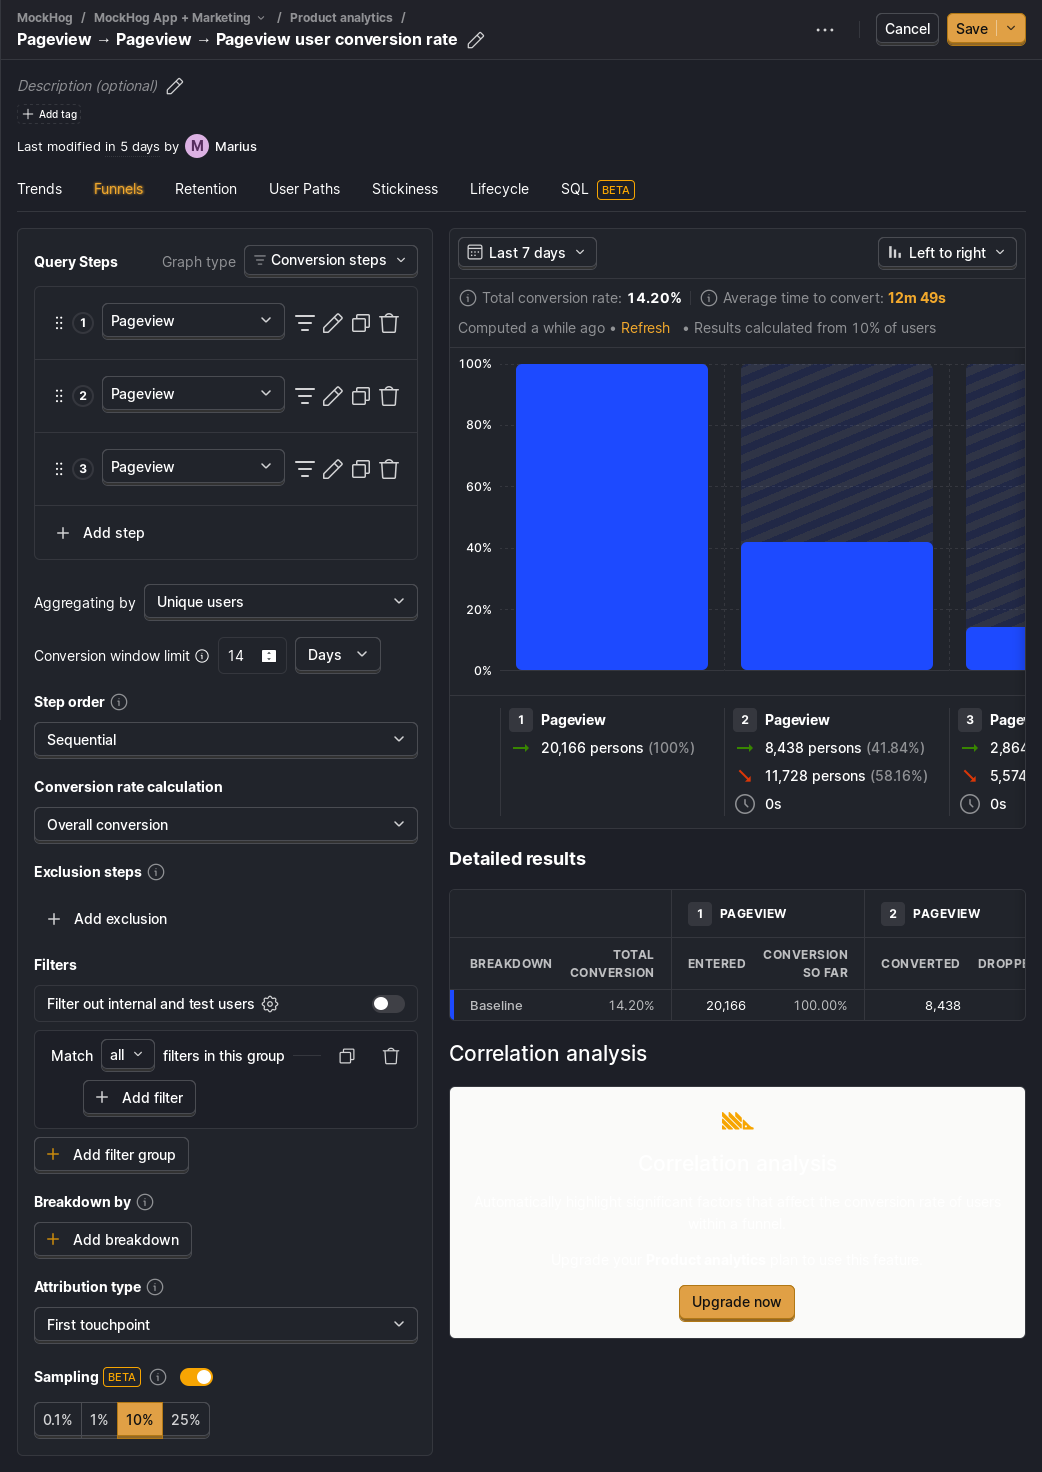 MockHog / MockHog App + Marketing / Product analytics /
Pageview → Pageview → Pageview user conversion rate
Cancel
Save
Description (optional)
Add tag
Last modified in 5 days by M Marius
Trends Funnels Retention User Paths Stickiness Lifecycle SQL BETA
Query Steps
Graph type Conversion steps
1 Pageview
2 Pageview
3 Pageview
Add step
Aggregating by Unique users
Conversion window limit 14 Days
Step order
Sequential
Conversion rate calculation
Overall conversion
Exclusion steps
Add exclusion
Filters
Filter out internal and test users
Match all filters in this group
Add filter
Add filter group
Breakdown by
Add breakdown
Attribution type
First touchpoint
Sampling BETA
0.1% 1% 10% 25%
Last 7 days
Left to right
Total conversion rate: 14.20% Average time to convert: 12m 49s
Computed a while ago • Refresh • Results calculated from 10% of users
100%
80%
60%
40%
20%
0%
1 Pageview
20,166 persons (100%)
2 Pageview
8,438 persons (41.84%)
11,728 persons (58.16%)
0s
3
2,864
5,574
0s
Detailed results
1 PAGEVIEW 2 PAGEVIEW
BREAKDOWN TOTAL CONVERSION ENTERED CONVERSION SO FAR CONVERTED
Baseline 14.20% 20,166 100.00% 8,438
Correlation analysis
Correlation analysis
Upgrade now